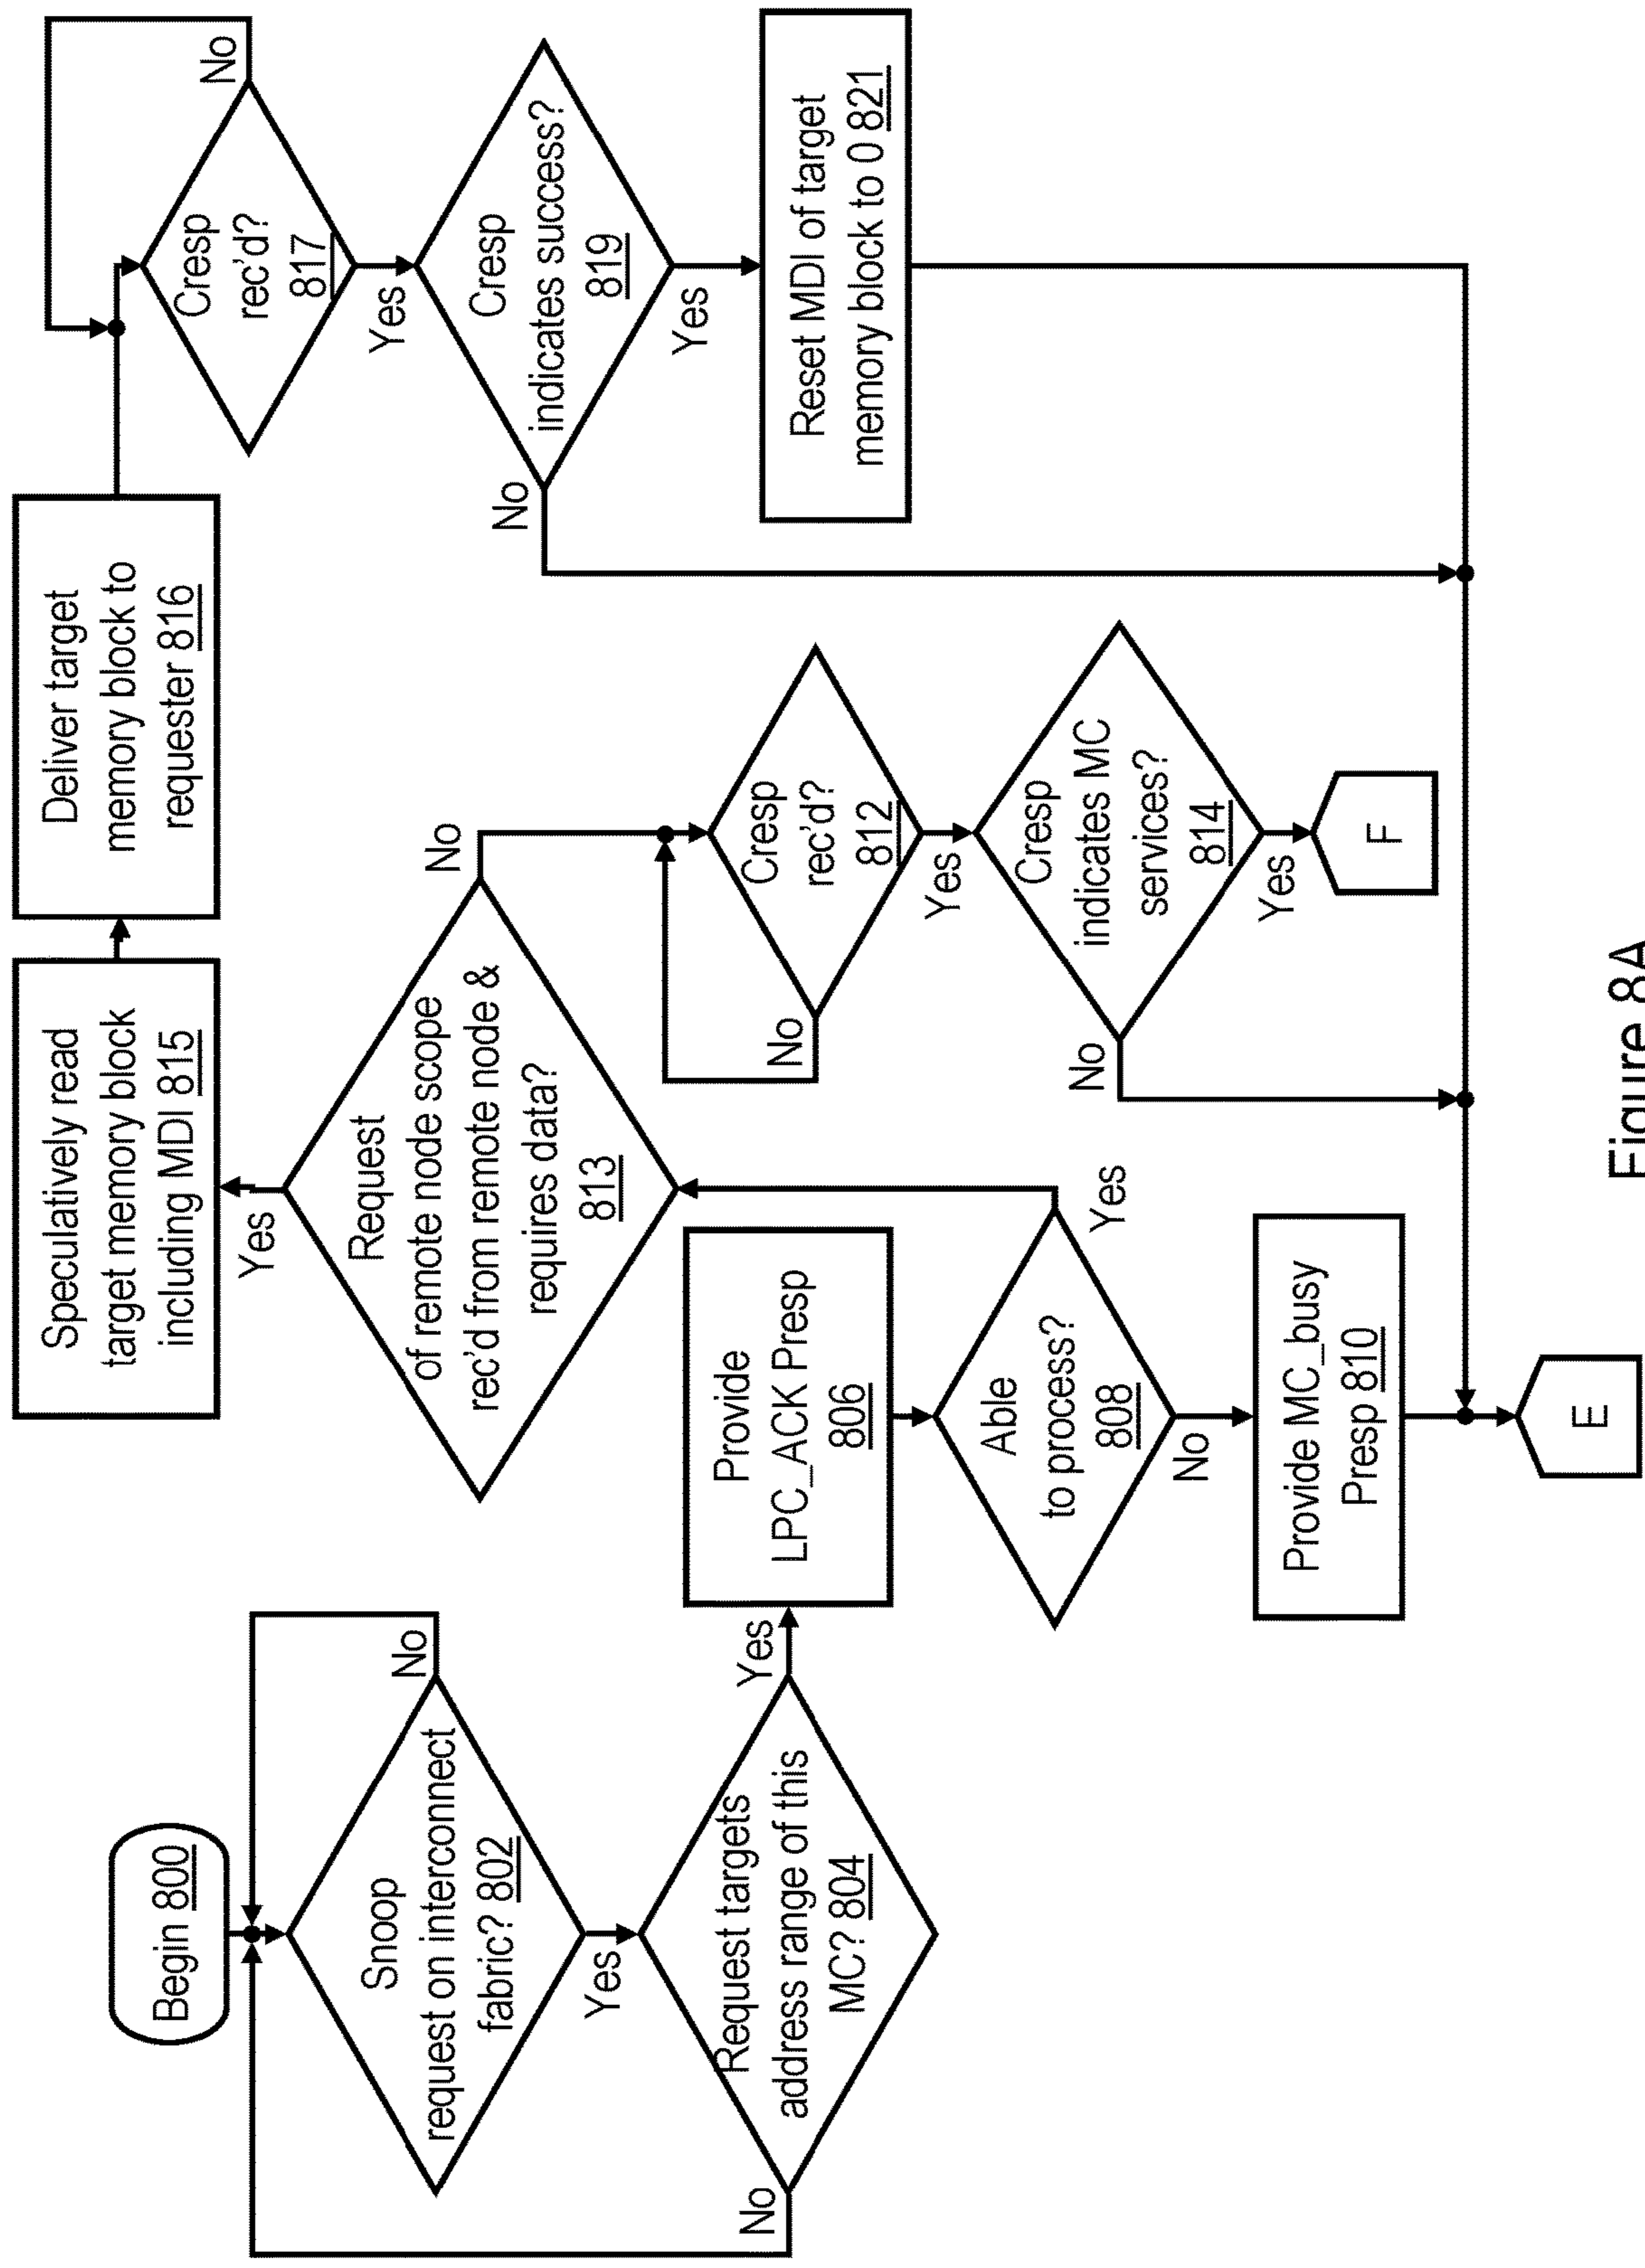 Begin 800
Snoop
request on interconnect
fabric? 802
No
Yes
Request targets
address range of this
MC? 804
No
Yes
Provide
LPC_ACK Presp
806
Able
to process?
808
Yes
No
Provide MC_busy
Presp 810
E
Request
of remote node scope
rec'd from remote node &
requires data?
813
Yes
No
Speculatively read
target memory block
including MDI 815
Deliver target
memory block to
requester 816
Cresp
rec'd?
812
No
Yes
Cresp
indicates MC
services?
814
No
Yes
F
Cresp
rec'd?
817
No
Yes
Cresp
indicates success?
819
No
Yes
Reset MDI of target
memory block to 0 821
Figure 8A